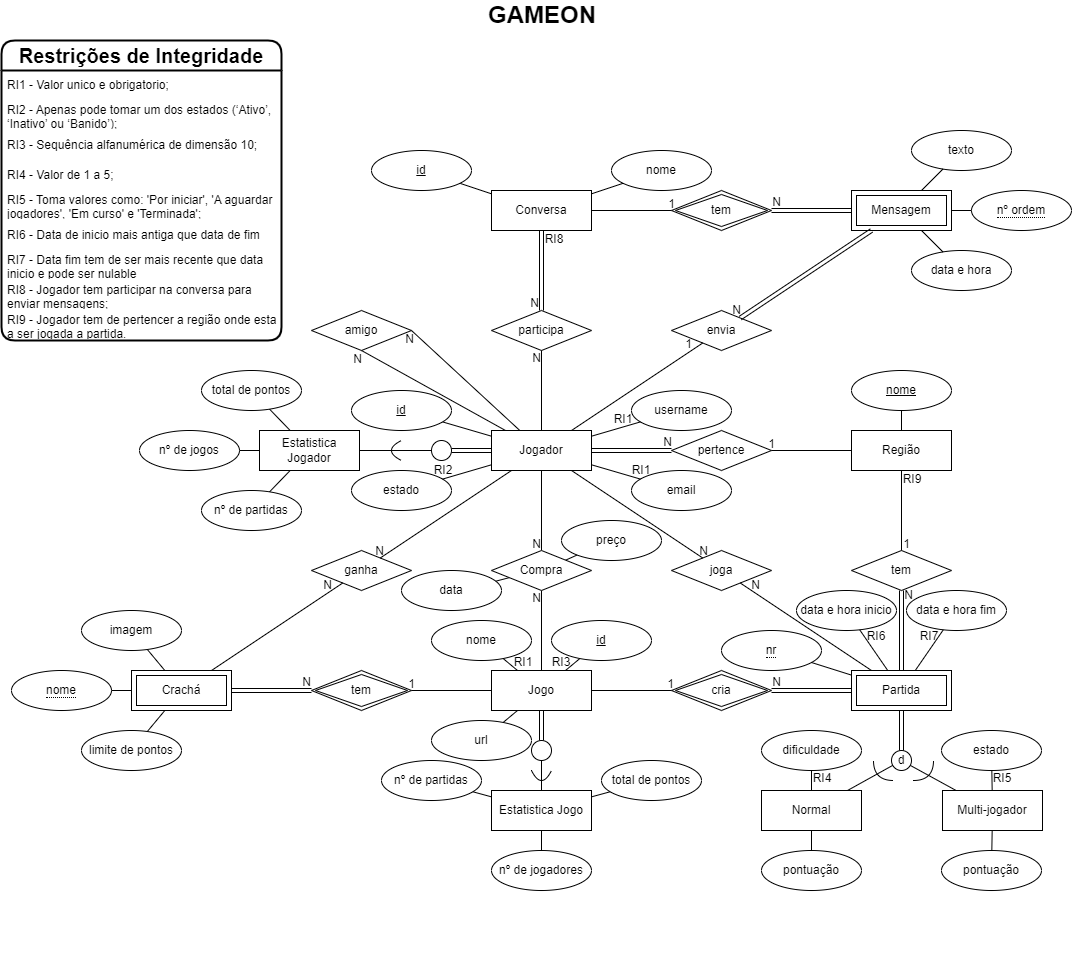 GAMEON
Restrições de Integridade
RI1 - Valor unico e obrigatorio;
RI2 - Apenas pode tomar um dos estados (‘Ativo’,
‘Inativo’ ou ‘Banido’);
RI3 - Sequência alfanumérica de dimensão 10;
RI4 - Valor de 1 a 5;
RI5 - Toma valores como: 'Por iniciar', 'A aguardar
jogadores', 'Em curso' e 'Terminada';
RI6 - Data de inicio mais antiga que data de fim
RI7 - Data fim tem de ser mais recente que data
inicio e pode ser nulable
RI8 - Jogador tem participar na conversa para
enviar mensagens;
RI9 - Jogador tem de pertencer a região onde esta
a ser jogada a partida.
texto
id
nome
Conversa
1
tem
N
Mensagem
nº ordem
RI8
data e hora
N
N
amigo
N
participa
envia
N
N
1
total de pontos
id
username
nome
RI1
nº de jogos
Estatistica
Jogador
Jogador
N
pertence
1
Região
RI2
RI1
RI9
estado
email
nº de partidas
N
N
preço
N
1
ganha
Compra
joga
tem
N
data
N
N
N
data e hora inicio
data e hora fim
imagem
nome
id
RI6
RI7
nr
RI1
RI3
nome
Crachá
N
tem
1
Jogo
1
cria
N
Partida
limite de pontos
url
dificuldade
estado
d
nº de partidas
total de pontos
RI4
RI5
Estatistica Jogo
Normal
Multi-jogador
nº de jogadores
pontuação
pontuação